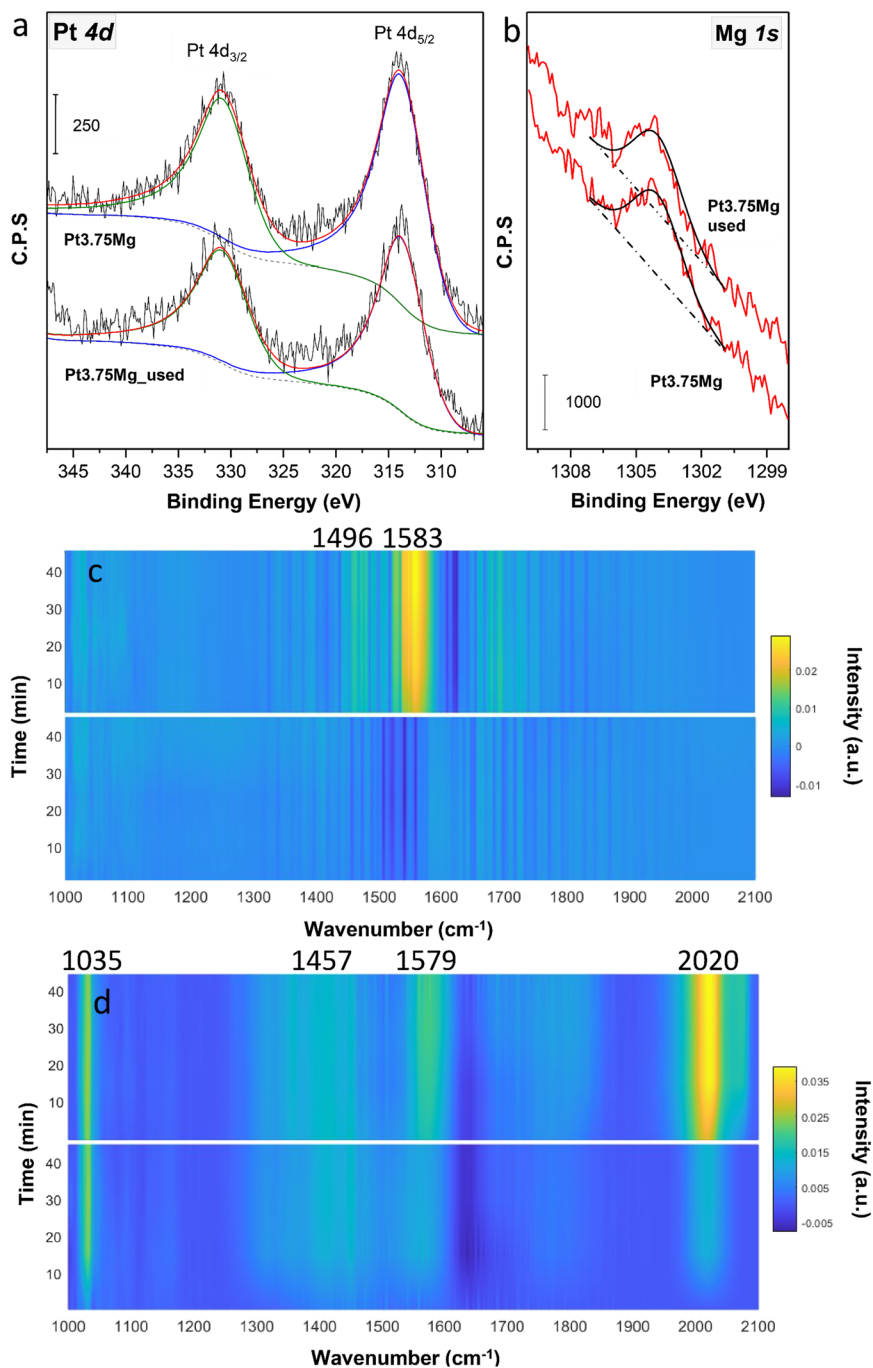 a
Pt 4d
Pt 4d3/2
Pt 4d5/2
250
C.P.S
Pt3.75Mg
Pt3.75Mg_used
345 340 335 330 325 320 315 310
Binding Energy (eV)
b
Mg 1s
C.P.S
Pt3.75Mg
used
Pt3.75Mg
1000
1308 1305 1302 1299
Binding Energy (eV)
1496 1583
c
40
30
20
10
40
30
20
10
Time (min)
1000 1100 1200 1300 1400 1500 1600 1700 1800 1900 2000 2100
Wavenumber (cm-1)
0.02
0.01
0
-0.01
Intensity (a.u.)
1035 1457 1579 2020
d
40
30
20
10
40
30
20
10
Time (min)
1000 1100 1200 1300 1400 1500 1600 1700 1800 1900 2000 2100
Wavenumber (cm-1)
0.035
0.025
0.015
0.005
-0.005
Intensity (a.u.)